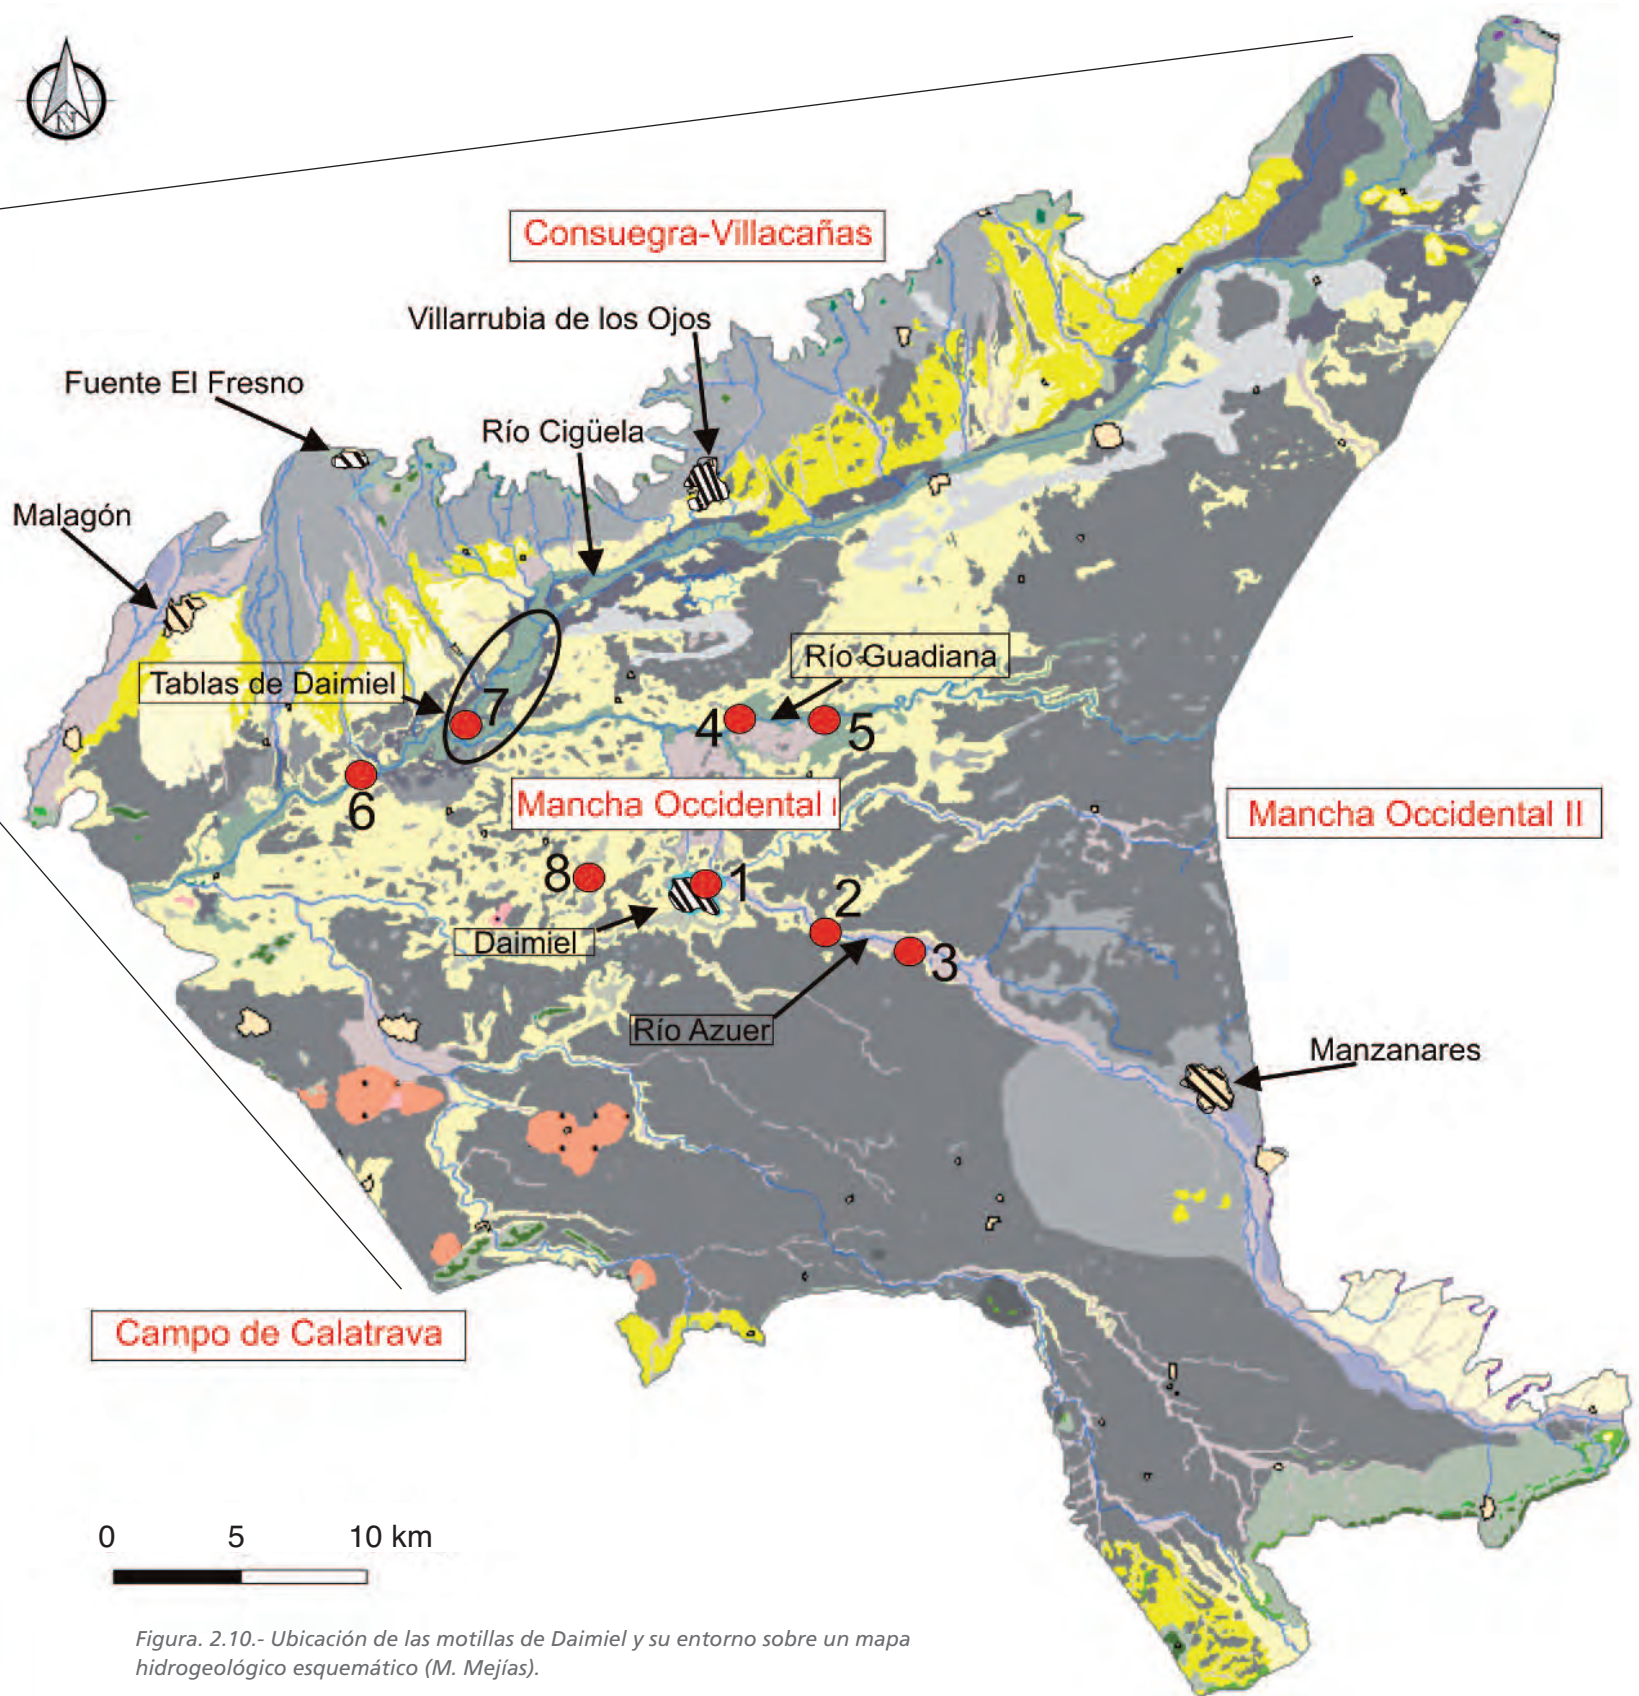 N
Consuegra-Villacañas
Villarrubia de los Ojos
Fuente El Fresno
Río Cigüela
Malagón
Río Guadiana
Tablas de Daimiel
7
4
5
6
Mancha Occidental I
Mancha Occidental II
8
1
2
Daimiel
3
Río Azuer
Manzanares
Campo de Calatrava
0 5 10 km
Figura. 2.10.- Ubicación de las motillas de Daimiel y su entorno sobre un mapa
hidrogeológico esquemático (M. Mejías).